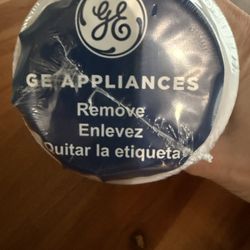 GE
GE APPLIANCES
Remove
Enlevez
Quitar la etiqueta